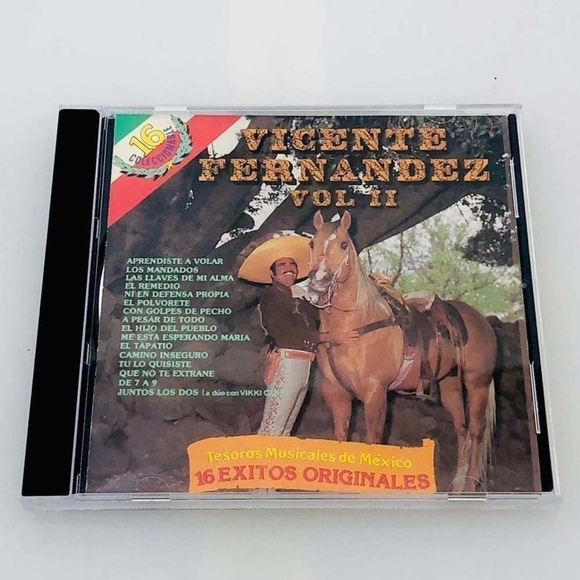 16
COLECCIONABLE
VICENTE
FERNANDEZ
VOL II
APRENDISTE A VOLAR
LOS MANDADOS
LAS LLAVES DE MI ALMA
EL REMEDIO
NI EN DEFENSA PROPIA
EL POLVORETE
CON GOLPES DE PECHO
A PESAR DE TODO
EL HIJO DEL PUEBLO
ME ESTA ESPERANDO MARIA
EL TAPATIO
CAMINO INSEGURO
TU LO QUISISTE
QUE NO TE EXTRANE
DE 7 A 9
JUNTOS LOS DOS (a dúo con VIKKI
Tesoros Musicales de México
16 EXITOS ORIGINALES